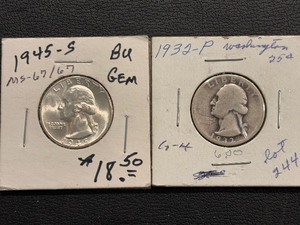 1945-S BU
MS-67/67 GEM
LIBERTY
18.50
1932-P Washington
25¢
LIBERTY
G-4
lot
244